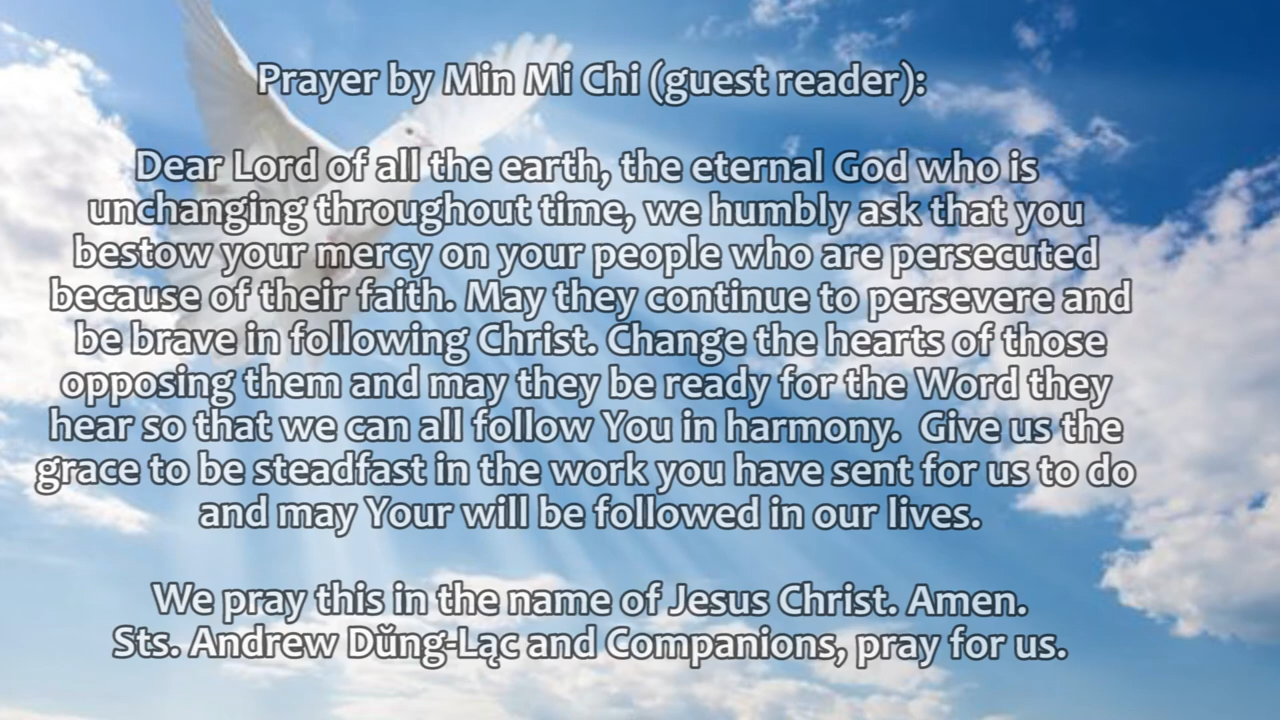 Prayer by Min Mi Chi (guest reader):
Dear Lord of all the earth, the eternal God who is
unchanging throughout time, we humbly ask that you
bestow your mercy on your people who are persecuted
because of their faith. May they continue to persevere and
be brave in following Christ. Change the hearts of those
opposing them and may they be ready for the Word they
hear so that we can all follow You in harmony.  Give us the
grace to be steadfast in the work you have sent for us to do
and may Your will be followed in our lives.
We pray this in the name of Jesus Christ. Amen.
Sts. Andrew Dŭng-Ląc and Companions, pray for us.